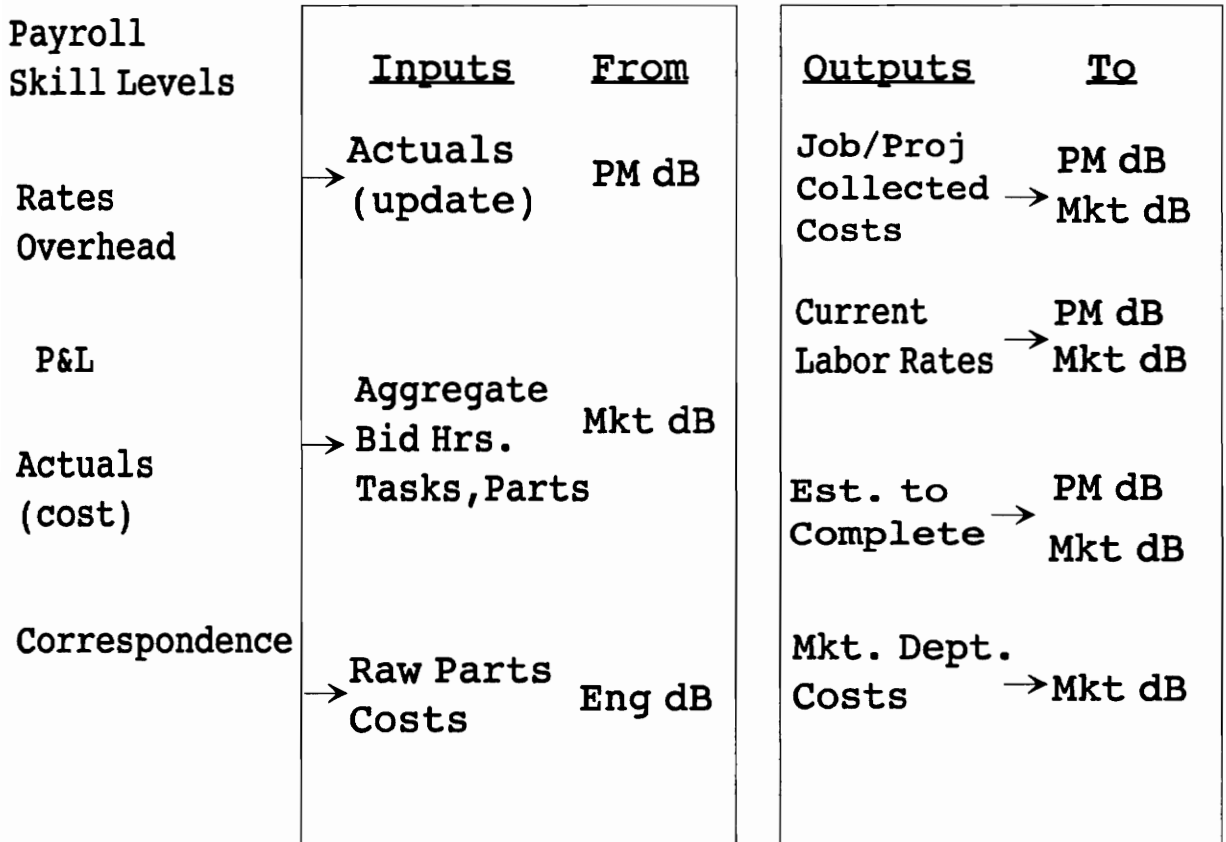 Payroll
Skill Levels
Rates
Overhead
P&L
Actuals
(cost)
Correspondence
Inputs From
Actuals
(update)
PM dB
Aggregate
Bid Hrs.
Tasks,Parts
Mkt dB
Raw Parts
Costs
Eng dB
Outputs To
Job/Proj
Collected
Costs
PM dB
Mkt dB
Current
Labor Rates
PM dB
Mkt dB
Est. to
Complete
PM dB
Mkt dB
Mkt. Dept.
Costs
Mkt dB